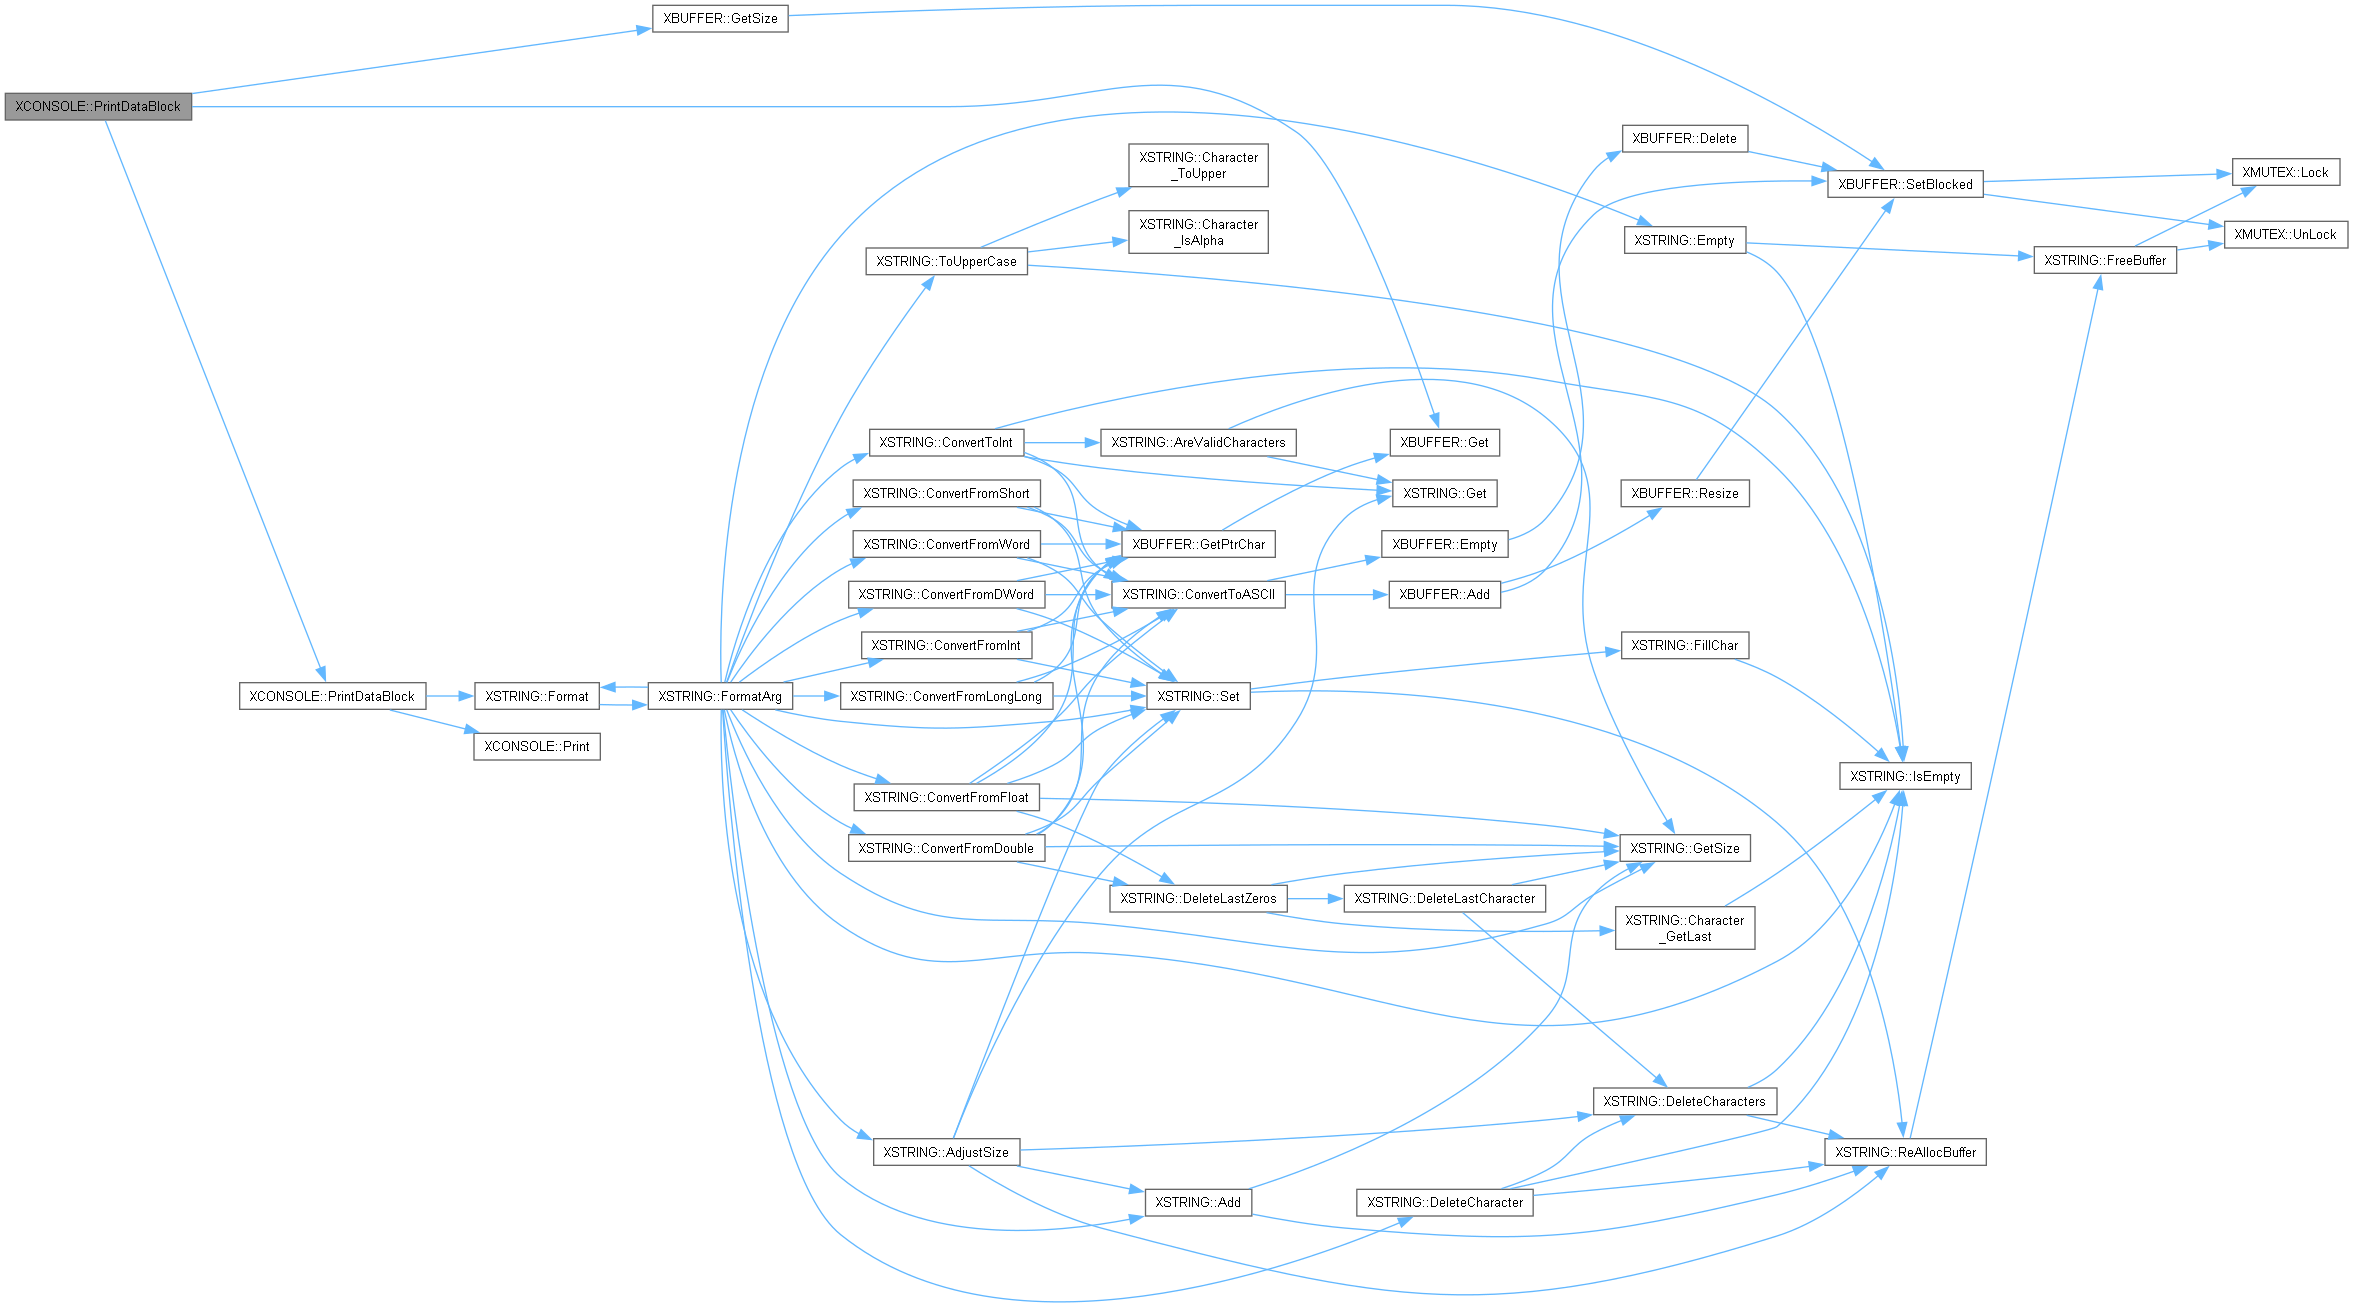 XBUFFER::GetSize
XCONSOLE::PrintDataBlock
XBUFFER::Delete
XSTRING::Character
_ToUpper
XMUTEX::Lock
XBUFFER::SetBlocked
XSTRING::Character
_IsAlpha
XSTRING::Empty
XMUTEX::UnLock
XSTRING::ToUpperCase
XSTRING::FreeBuffer
XSTRING::ConvertToInt
XSTRING::AreValidCharacters
XBUFFER::Get
XSTRING::ConvertFromShort
XSTRING::Get
XBUFFER::Resize
XSTRING::ConvertFromWord
XBUFFER::GetPtrChar
XBUFFER::Empty
XSTRING::ConvertFromDWord
XSTRING::ConvertToASCII
XBUFFER::Add
XSTRING::ConvertFromInt
XSTRING::FillChar
XCONSOLE::PrintDataBlock
XSTRING::Format
XSTRING::FormatArg
XSTRING::ConvertFromLongLong
XSTRING::Set
XCONSOLE::Print
XSTRING::IsEmpty
XSTRING::ConvertFromFloat
XSTRING::ConvertFromDouble
XSTRING::GetSize
XSTRING::DeleteLastZeros
XSTRING::DeleteLastCharacter
XSTRING::Character
_GetLast
XSTRING::DeleteCharacters
XSTRING::AdjustSize
XSTRING::ReAllocBuffer
XSTRING::Add
XSTRING::DeleteCharacter